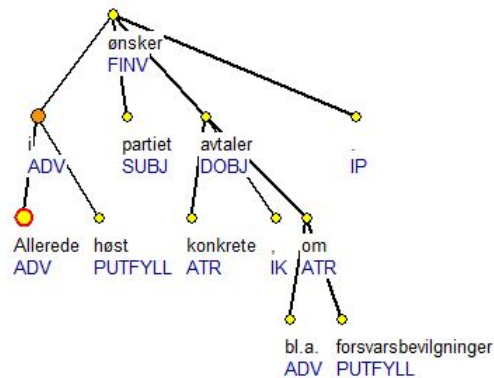 ønsker
FINV
i partiet avtaler .
ADV SUBJ DOBJ IP
Allerede høst konkrete , om
ADV PUTFYLL ATR IK ATR
bl.a. forsvarsbevilgninger
ADV PUTFYLL